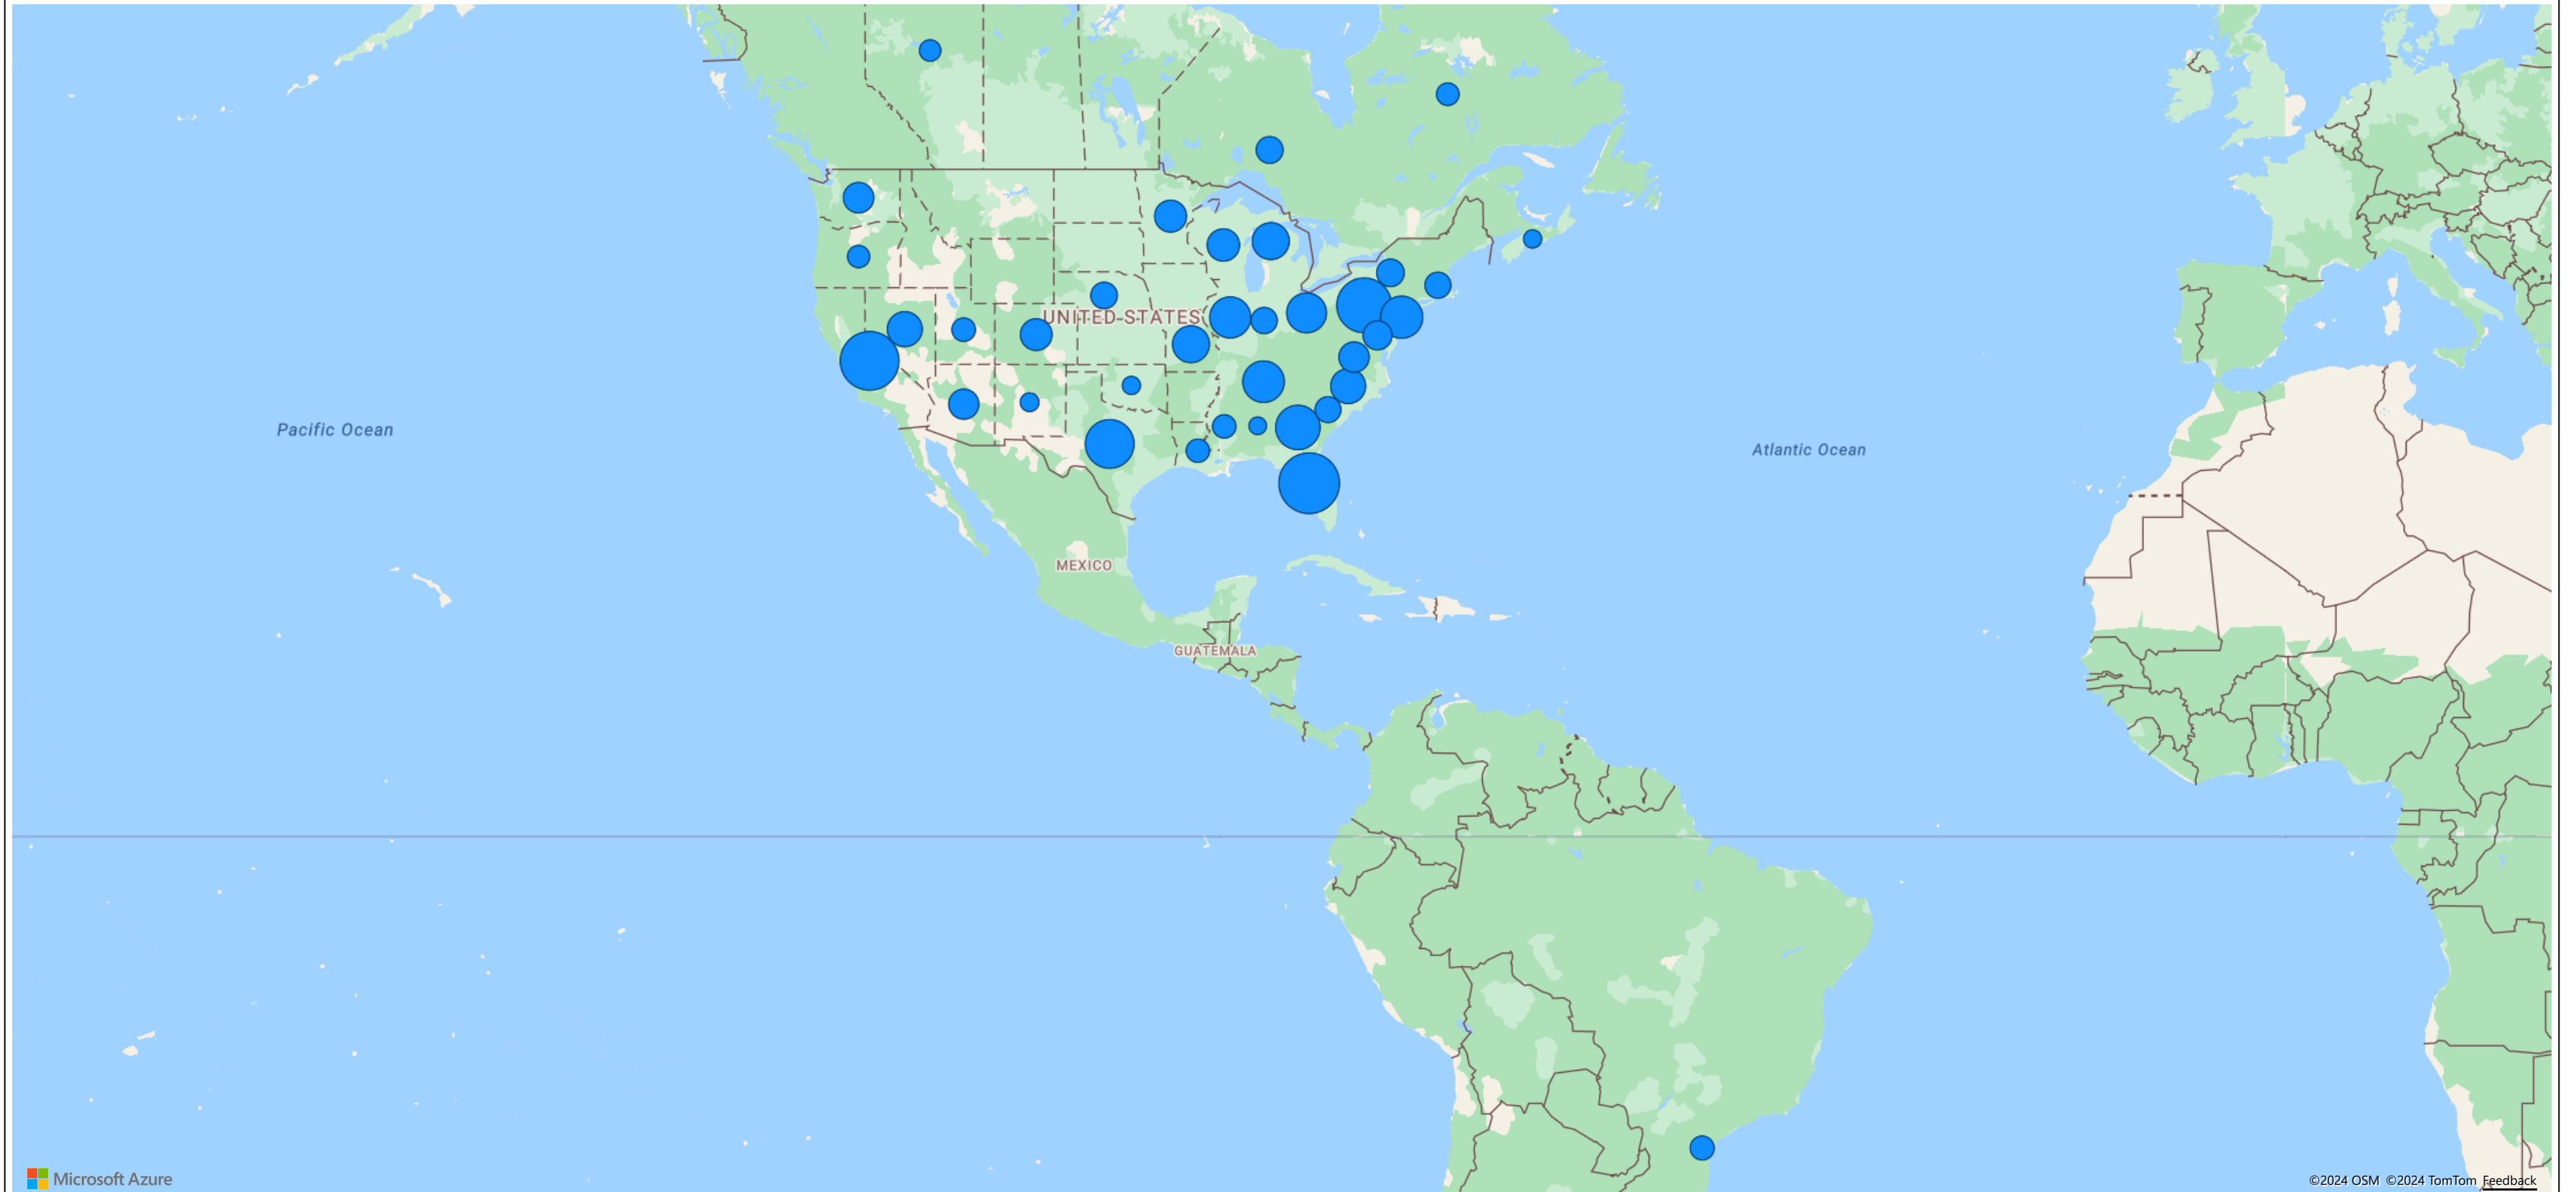 UNITED STATES
Pacific Ocean
Atlantic Ocean
MEXICO
GUATEMALA
Microsoft Azure
©2024 OSM ©2024 TomTom Feedback